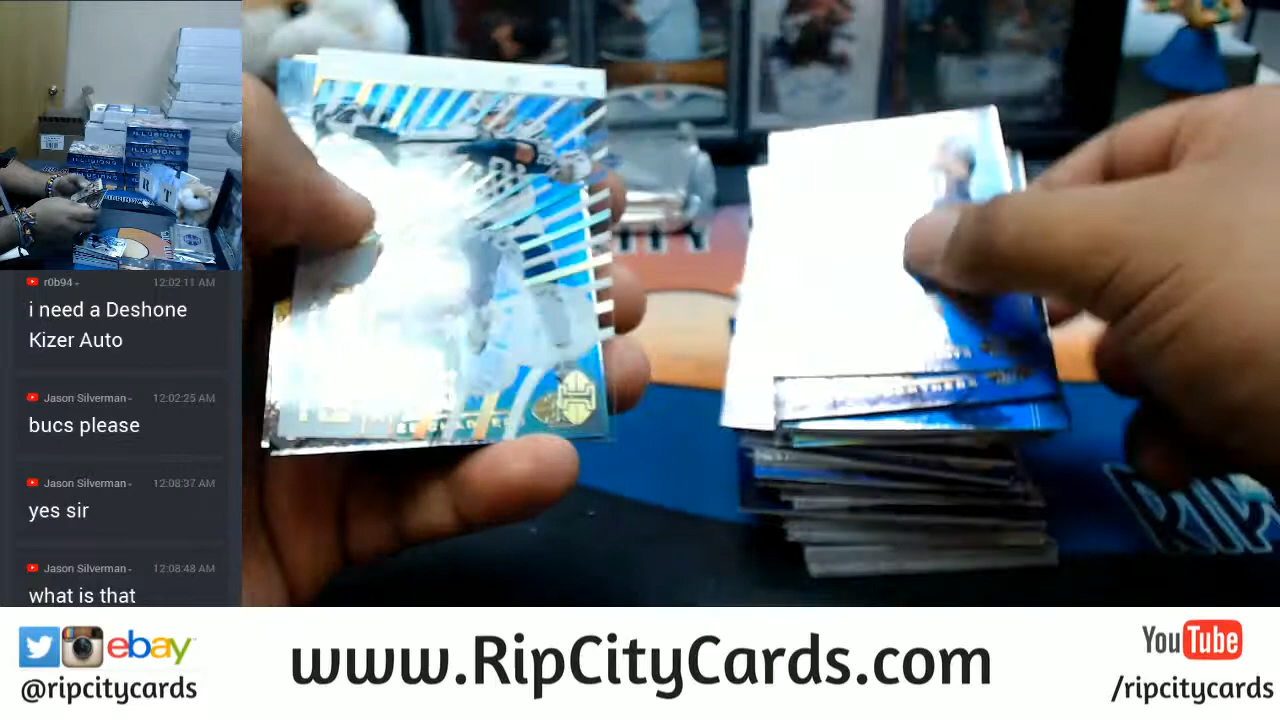 ILLUSIONS
r0b94-
12:02:11 AM
i need a Deshone
Kizer Auto
Jason Silverman-
12:02:25 AM
bucs please
Jason Silverman-
12:08:37 AM
yes sir
Jason Silverman-
12:08:48 AM
what is that
RIP
ebay
@ripcitycards
www.RipCityCards.com
YouTube
/ripcitycards